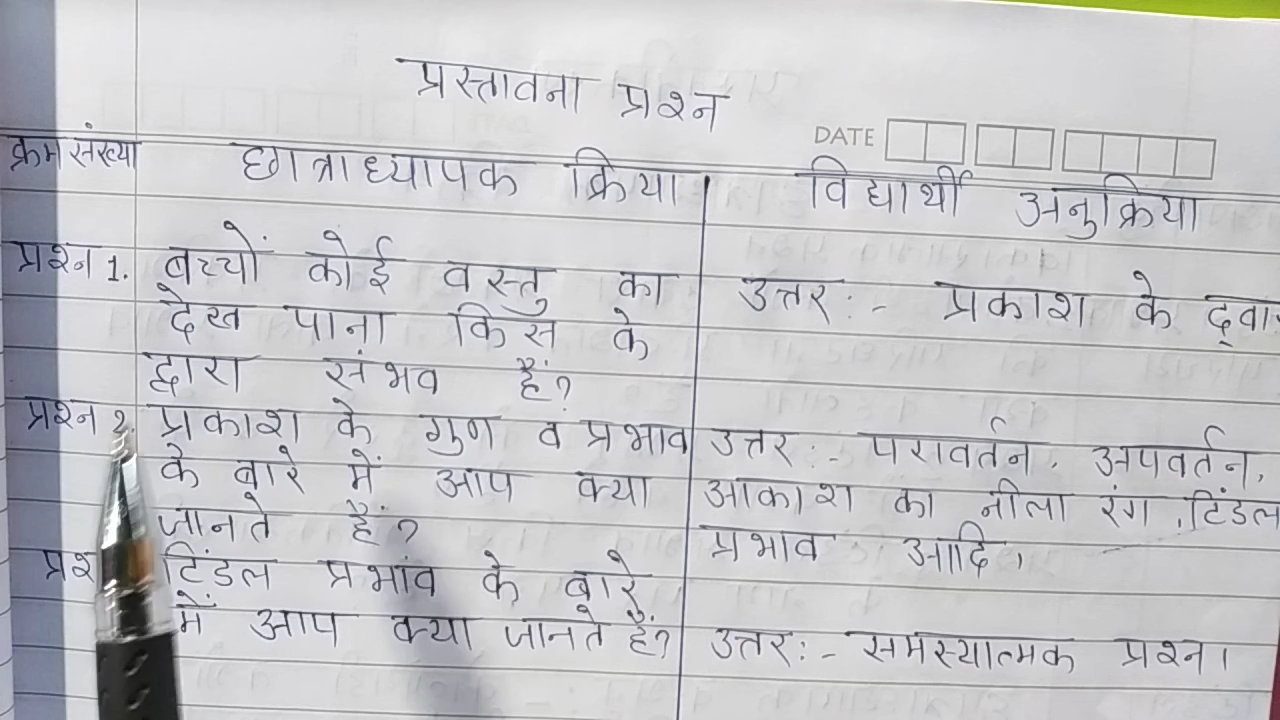 प्रस्तावना प्रश्न
DATE
क्रम संख्या छात्राध्यापक क्रिया विद्यार्थी अनुक्रिया
प्रश्न 1. बच्चों कोई वस्तु का उत्तर :- प्रकाश के
देख पाना किस के
द्वारा संभव हैं?
प्रश्न 2. प्रकाश के गुण व प्रभाव उत्तर :- परावर्तन, अपवर्तन,
के बारे में आप क्या आकाश का नीला रंग, टिंडल
जानते हैं? प्रभाव आदि।
टिंडल प्रभाव के बारे
में आप क्या जानते हैं? उत्तर :- समस्यात्मक प्रश्न।